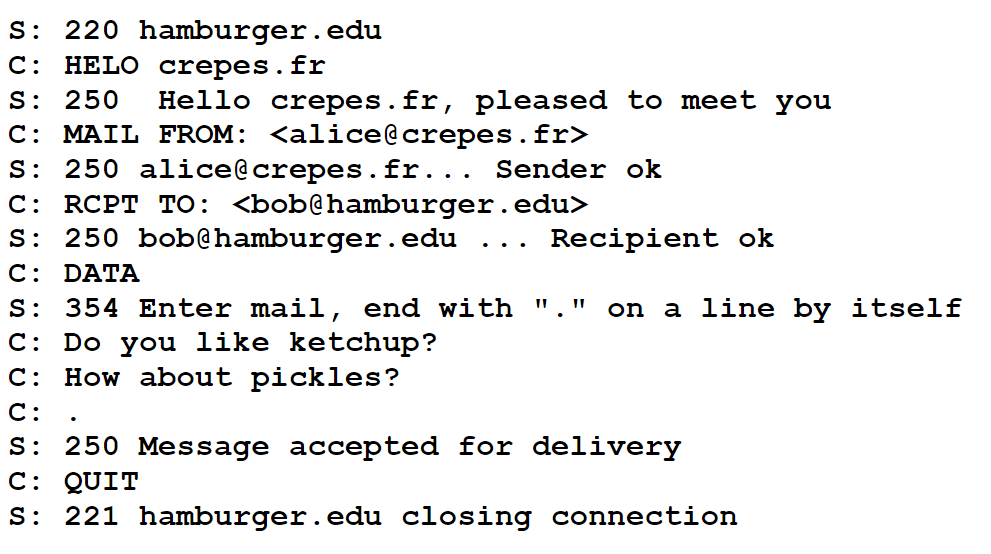 S: 220 hamburger.edu
C: HELO crepes.fr
S: 250  Hello crepes.fr, pleased to meet you
C: MAIL FROM: <alice@crepes.fr>
S: 250 alice@crepes.fr... Sender ok
C: RCPT TO: <bob@hamburger.edu>
S: 250 bob@hamburger.edu ... Recipient ok
C: DATA
S: 354 Enter mail, end with "." on a line by itself
C: Do you like ketchup?
C: How about pickles?
C: .
S: 250 Message accepted for delivery
C: QUIT
S: 221 hamburger.edu closing connection